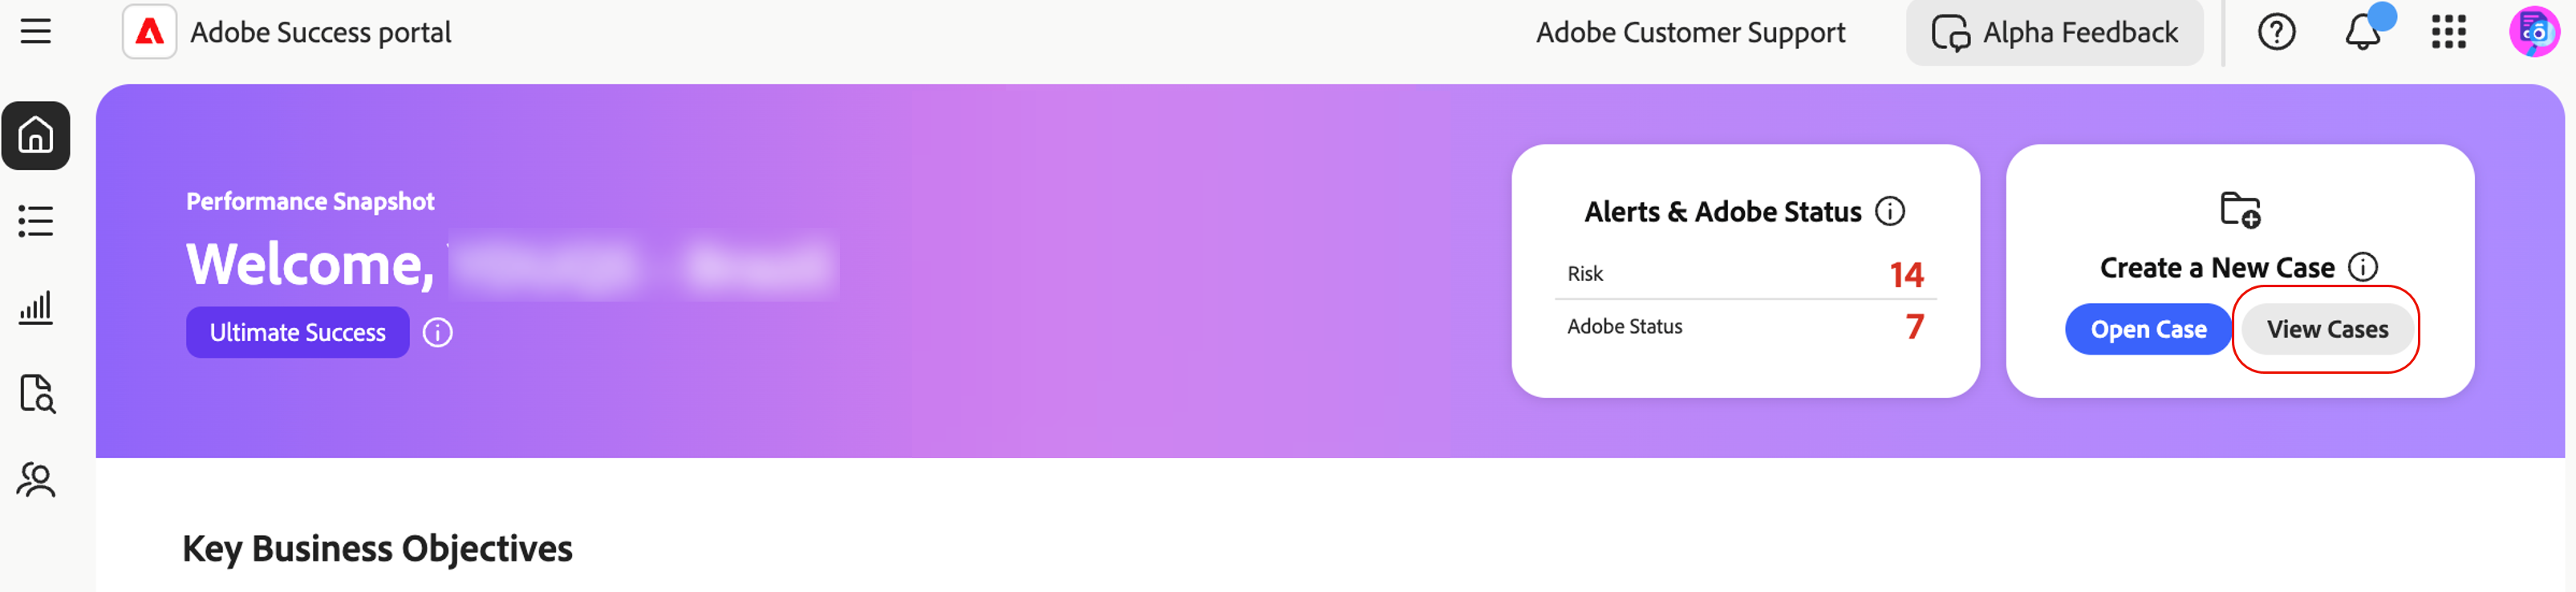 Adobe Success portal
Adobe Customer Support
Alpha Feedback
Performance Snapshot
Welcome,
Ultimate Success
Alerts & Adobe Status
Risk 14
Adobe Status 7
Create a New Case
Open Case
View Cases
Key Business Objectives